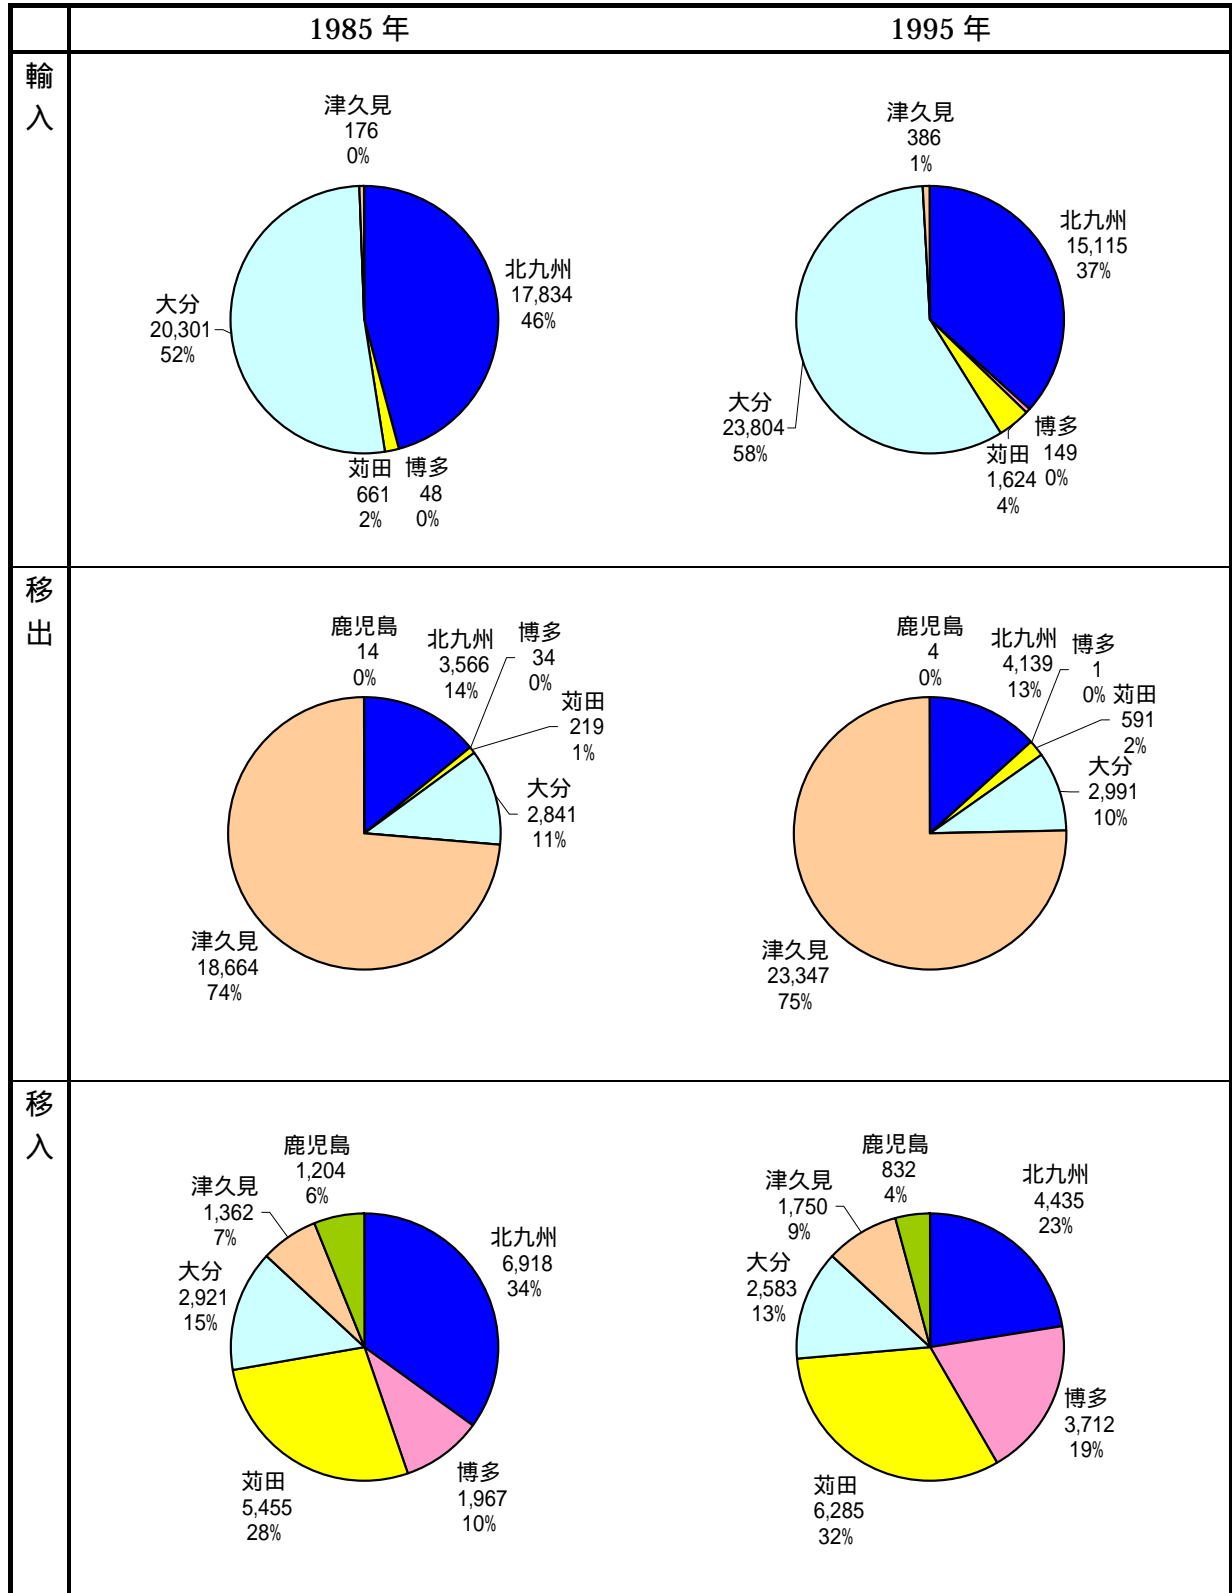 1985 年
1995 年
輸入
津久見
176
0%
北九州
17,834
46%
大分
20,301
52%
苅田
661
2%
博多
48
0%
津久見
386
1%
北九州
15,115
37%
大分
23,804
58%
苅田
1,624
4%
博多
149
0%
移出
鹿児島
14
0%
北九州
3,566
14%
博多
34
0%
苅田
219
1%
大分
2,841
11%
津久見
18,664
74%
鹿児島
4
0%
北九州
4,139
13%
博多
1
0%
苅田
591
2%
大分
2,991
10%
津久見
23,347
75%
移入
鹿児島
1,204
6%
津久見
1,362
7%
北九州
6,918
34%
大分
2,921
15%
苅田
5,455
28%
博多
1,967
10%
鹿児島
832
4%
津久見
1,750
9%
北九州
4,435
23%
大分
2,583
13%
博多
3,712
19%
苅田
6,285
32%